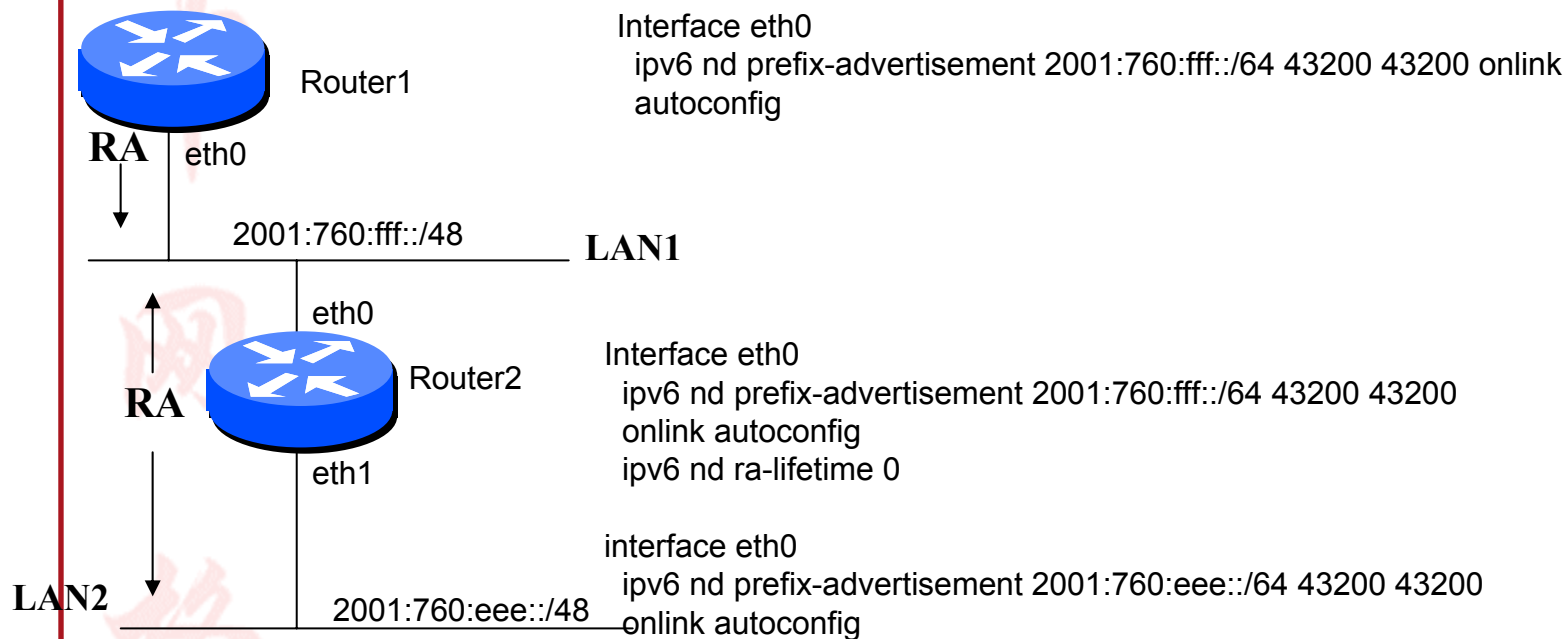 Interface eth0
ipv6 nd prefix-advertisement 2001:760:fff::/64 43200 43200 onlink
autoconfig
Router1
RA
eth0
2001:760:fff::/48
LAN1
eth0
Router2
RA
eth1
Interface eth0
ipv6 nd prefix-advertisement 2001:760:fff::/64 43200 43200
onlink autoconfig
ipv6 nd ra-lifetime 0
interface eth0
ipv6 nd prefix-advertisement 2001:760:eee::/64 43200 43200
onlink autoconfig
LAN2
2001:760:eee::/48
网